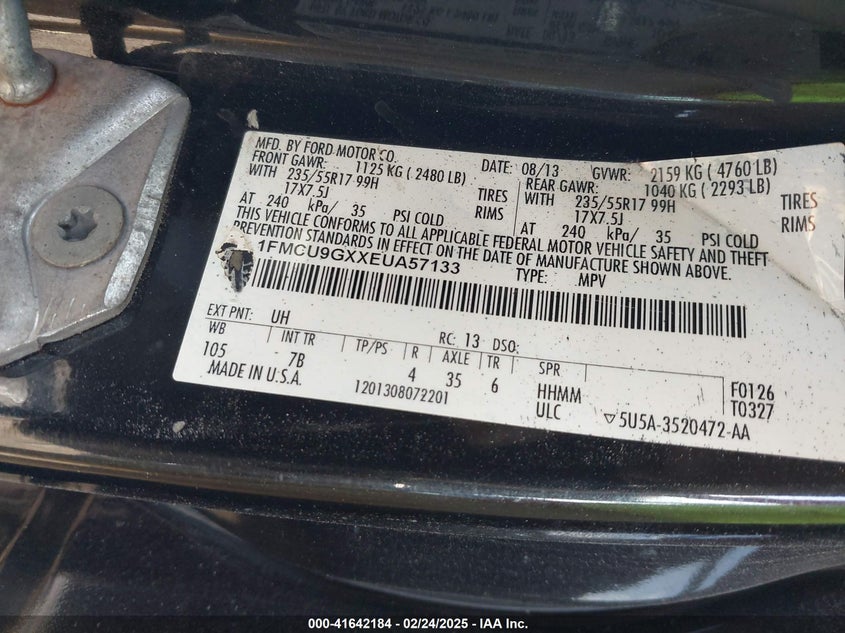 MFD. BY FORD MOTOR CO.
DATE: 08/13 GVWR: 2159 KG ( 4760 LB)
FRONT GAWR: 1125 KG ( 2480 LB) REAR GAWR: 1040 KG ( 2293 LB)
WITH 235/55R17 99H TIRES WITH 235/55R17 99H TIRES
17X7.5J RIMS 17X7.5J RIMS
AT 240 kPa/ 35 PSI COLD AT 240 kPa/ 35 PSI COLD
THIS VEHICLE CONFORMS TO ALL APPLICABLE FEDERAL MOTOR VEHICLE SAFETY AND THEFT
PREVENTION STANDARDS IN EFFECT ON THE DATE OF MANUFACTURE SHOWN ABOVE.
1FMCU9GXXEUA57133 TYPE: MPV
EXT PNT: UH RC: 13 DSO:
WB INT TR TP/PS R AXLE TR SPR
105 7B 4 35 6 HHMM F0126
MADE IN U.S.A. 1201308072201 ULC T0327
▽5U5A-3520472-AA
000-41642184 - 02/24/2025 - IAA Inc.